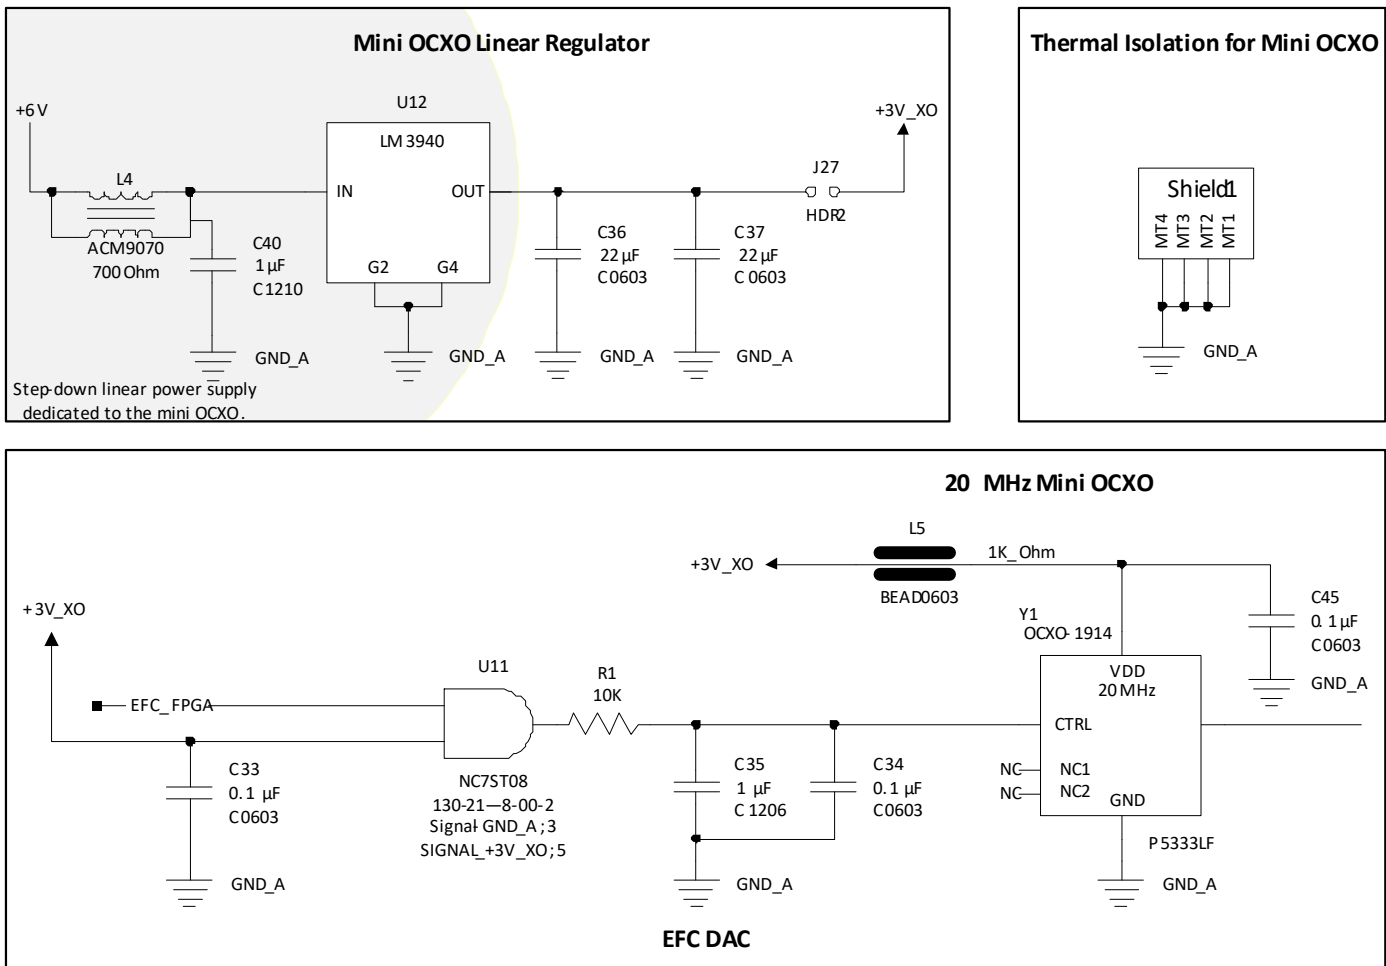 Mini OCXO Linear Regulator
+6V
L4
ACM9070
700 Ohm
C40
1 µF
C1210
U12
LM3940
IN
OUT
G2
G4
GND_A
GND_A
C36
22 µF
C0603
GND_A
C37
22 µF
C0603
GND_A
J27
HDR2
+3V_XO
Step-down linear power supply
dedicated to the mini OCXO.
Thermal Isolation for Mini OCXO
Shield1
MT4
MT3
MT2
MT1
GND_A
20 MHz Mini OCXO
L5
+3V_XO
1K_Ohm
BEAD0603
C45
0.1 µF
C0603
GND_A
Y1
OCXO-1914
VDD
20 MHz
CTRL
NC
NC1
NC
NC2
GND
P5333LF
GND_A
+3V_XO
EFC_FPGA
C33
0.1 µF
C0603
GND_A
U11
NC7ST08
130-21—8-00-2
Signal-GND_A;3
SIGNAL_+3V_XO;5
R1
10K
C35
1 µF
C1206
C34
0.1 µF
C0603
GND_A
EFC DAC